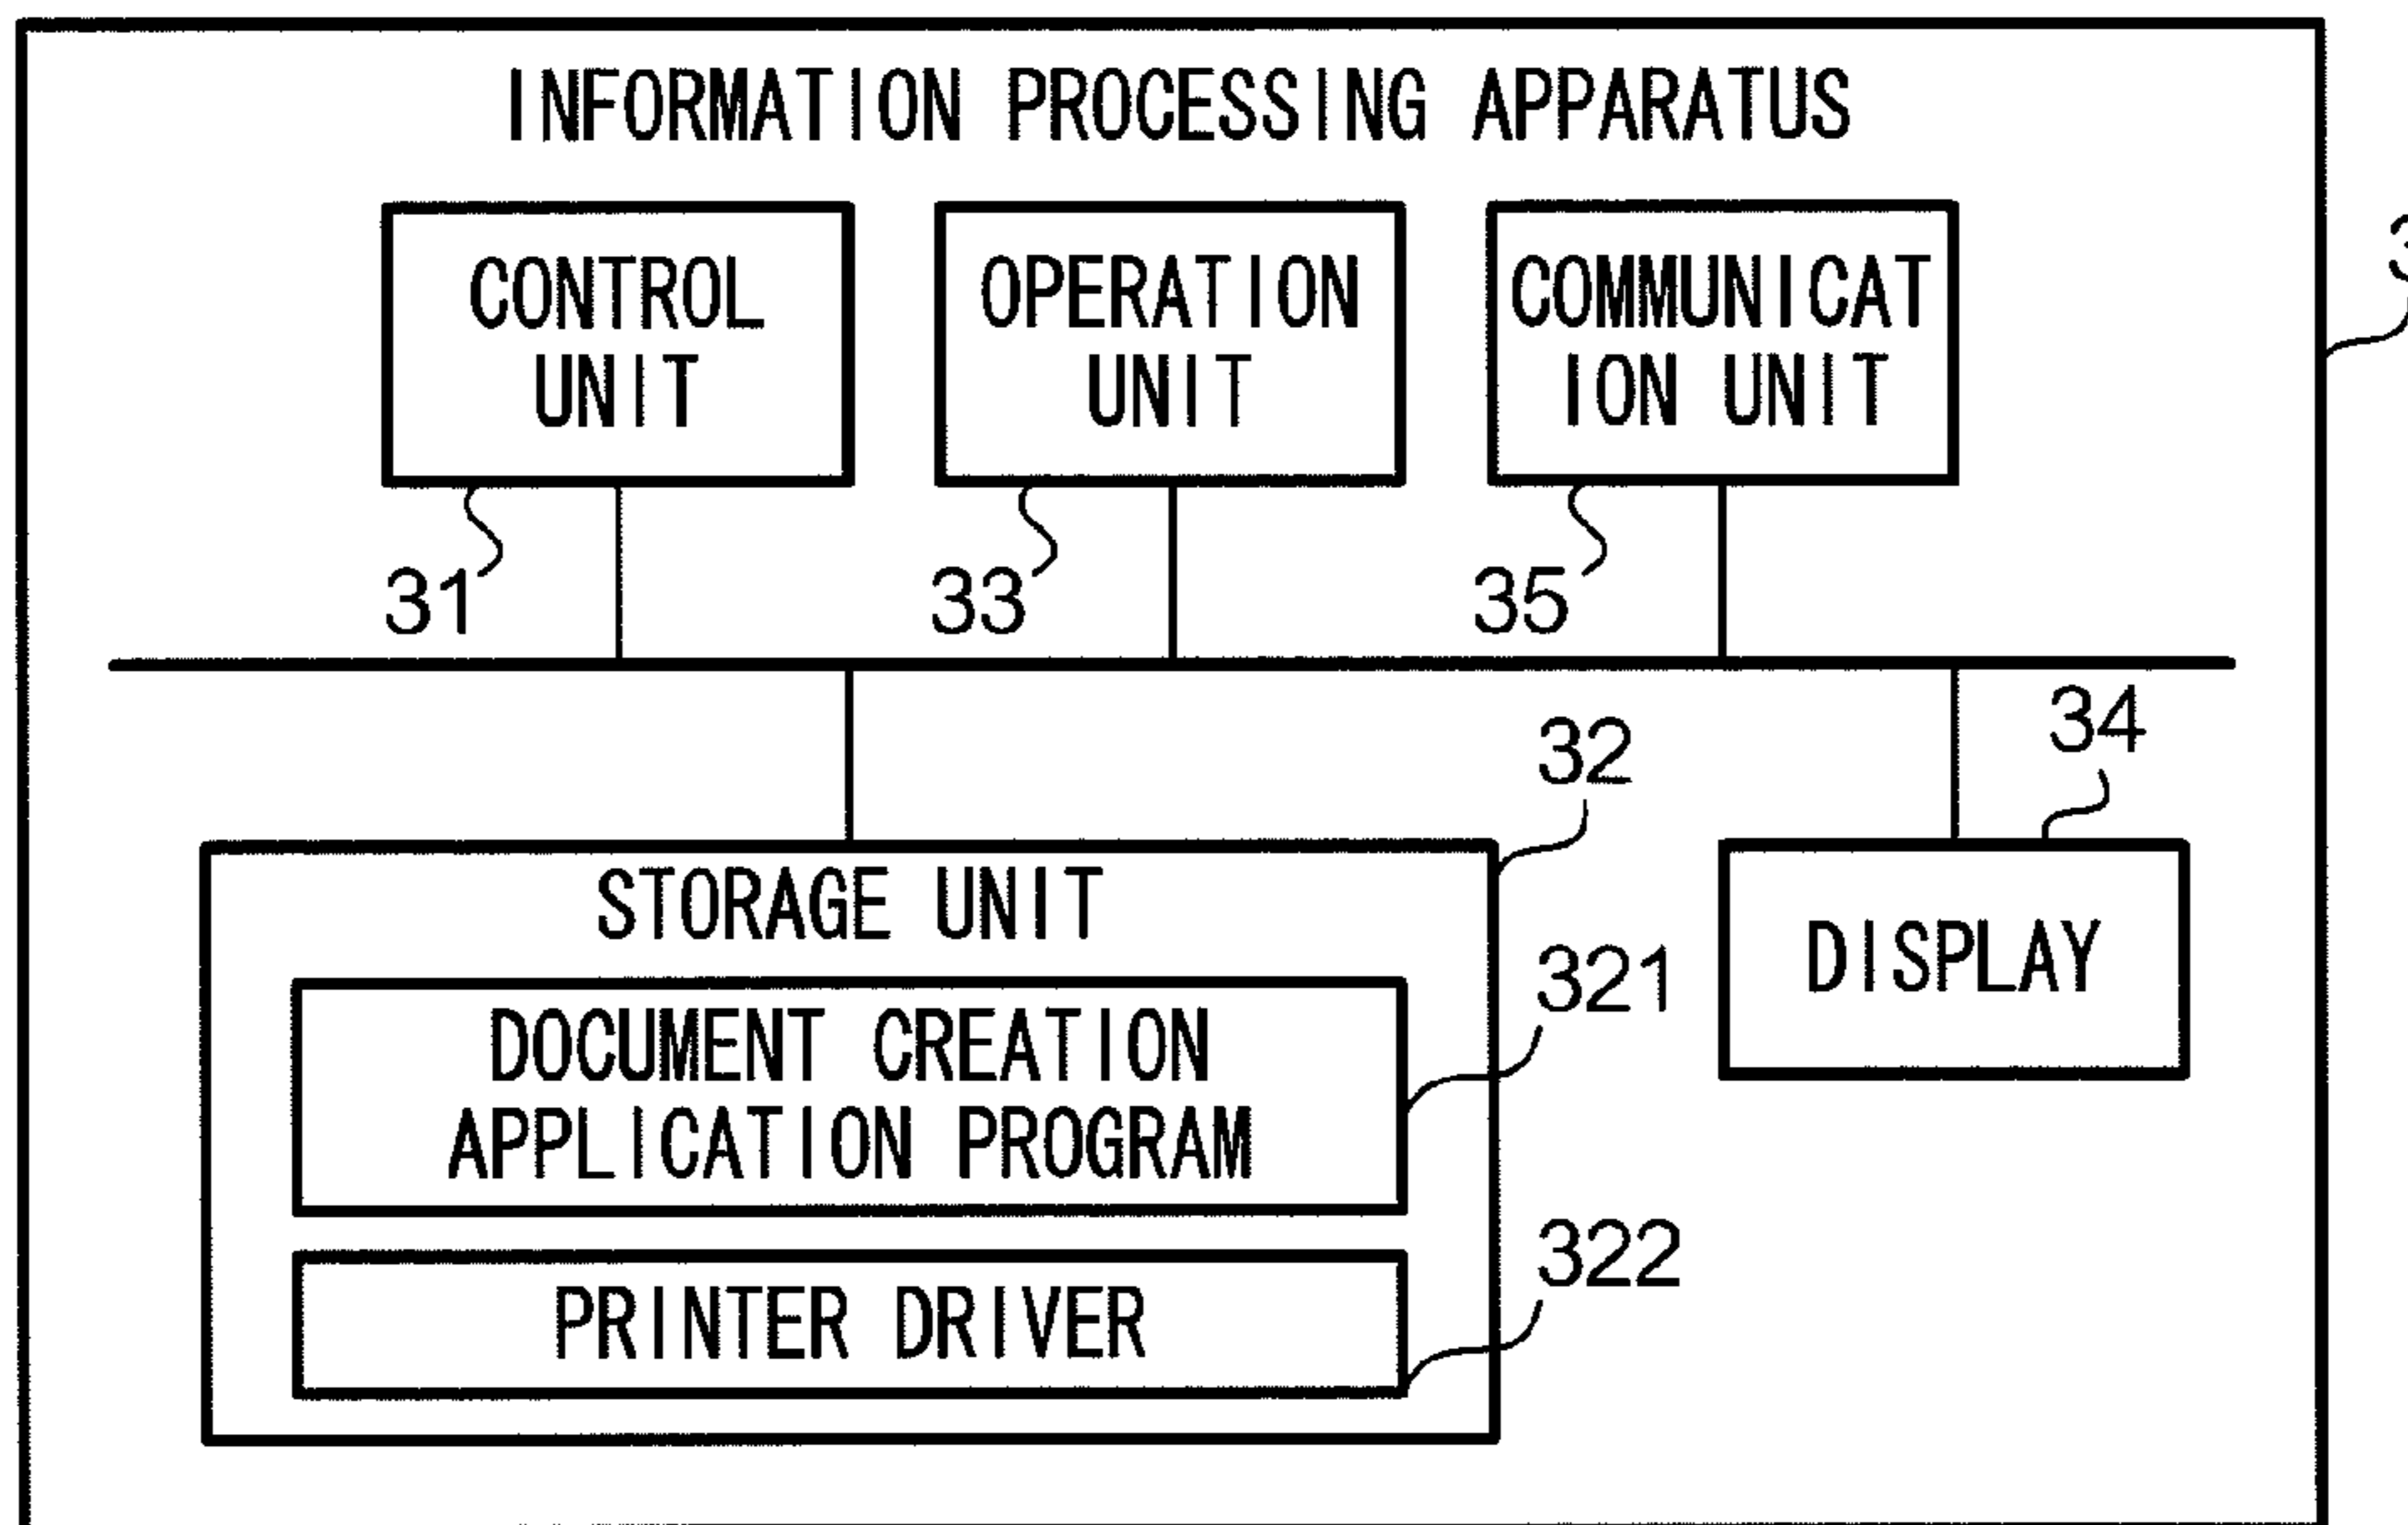 INFORMATION PROCESSING APPARATUS
CONTROL
UNIT
OPERATION
UNIT
COMMUNICAT
ION UNIT
3
31
33
35
32
34
STORAGE UNIT
DISPLAY
321
DOCUMENT CREATION
APPLICATION PROGRAM
322
PRINTER DRIVER